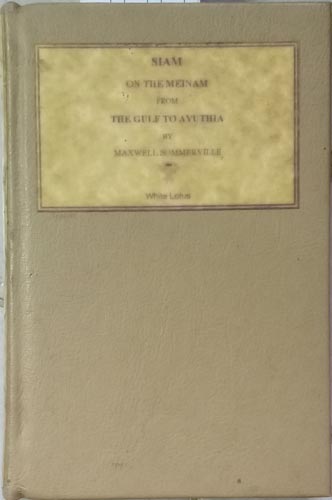 SIAM
ON THE MEINAM
FROM
THE GULF TO AYUTHIA
BY
MAXWELL SOMMERVILLE
White Lotus